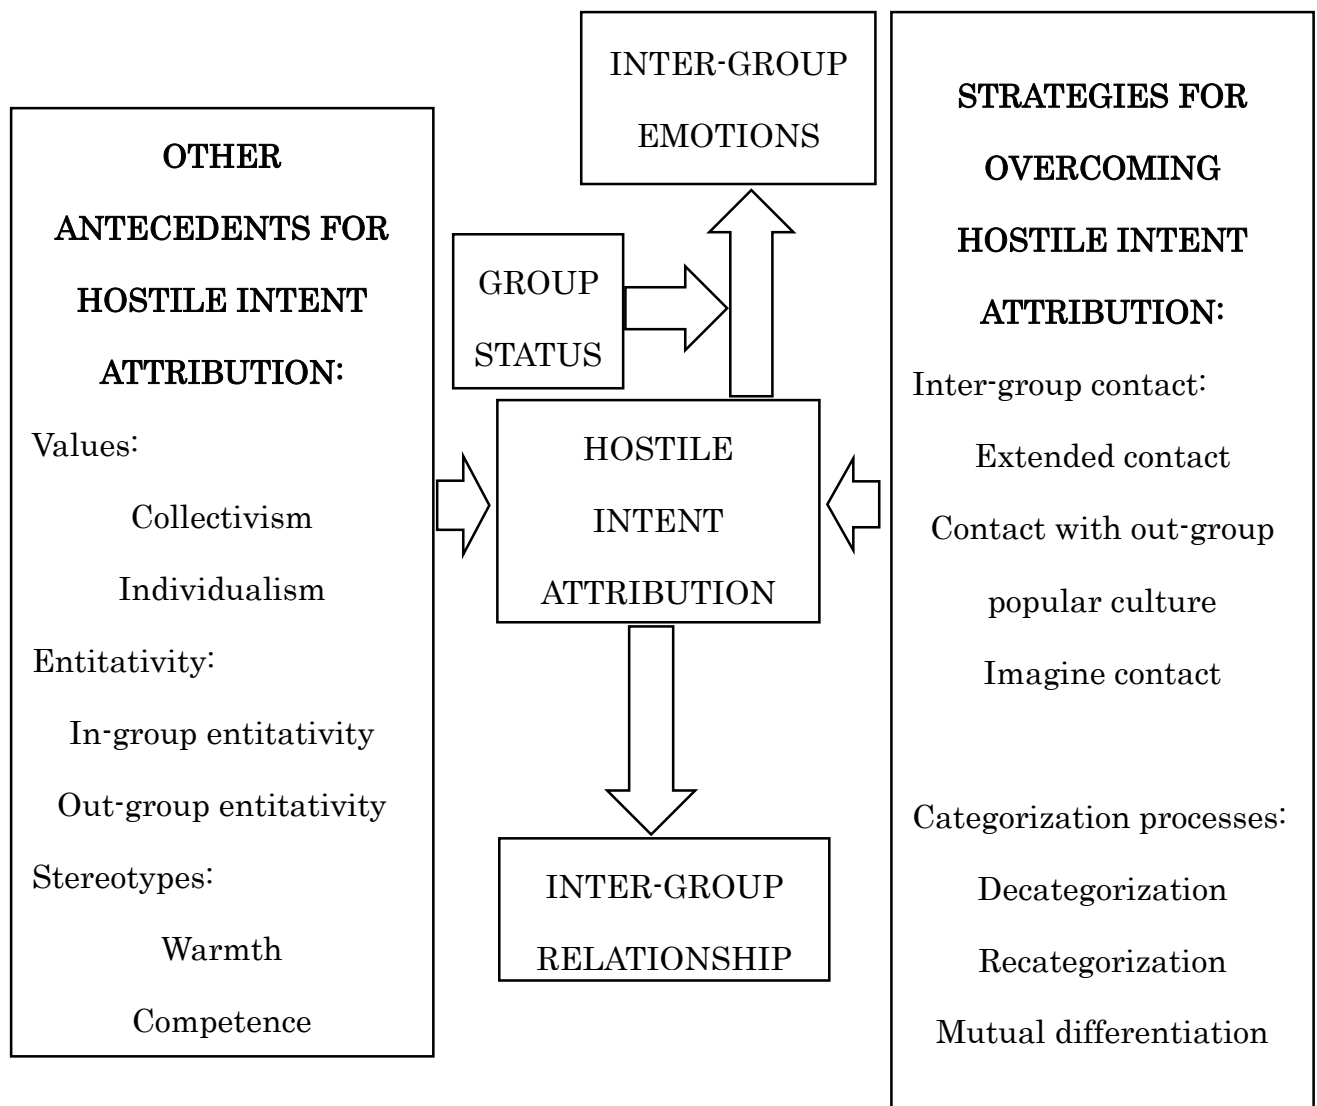 INTER-GROUP
EMOTIONS
OTHER
ANTECEDENTS FOR
HOSTILE INTENT
ATTRIBUTION:
Values:
Collectivism
Individualism
Entitativity:
In-group entitativity
Out-group entitativity
Stereotypes:
Warmth
Competence
GROUP
STATUS
HOSTILE
INTENT
ATTRIBUTION
INTER-GROUP
RELATIONSHIP
STRATEGIES FOR
OVERCOMING
HOSTILE INTENT
ATTRIBUTION:
Inter-group contact:
Extended contact
Contact with out-group
popular culture
Imagine contact
Categorization processes:
Decategorization
Recategorization
Mutual differentiation